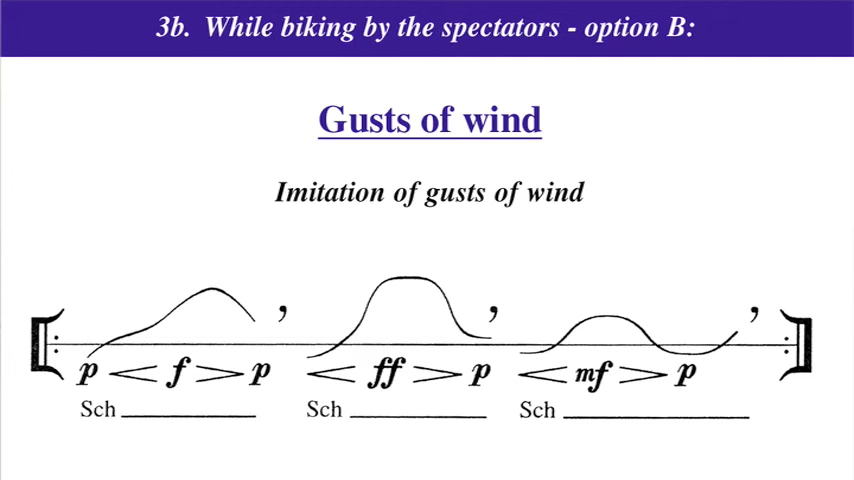 3b. While biking by the spectators - option B:
Gusts of wind
Imitation of gusts of wind
p f p ff p mf p
Sch Sch Sch